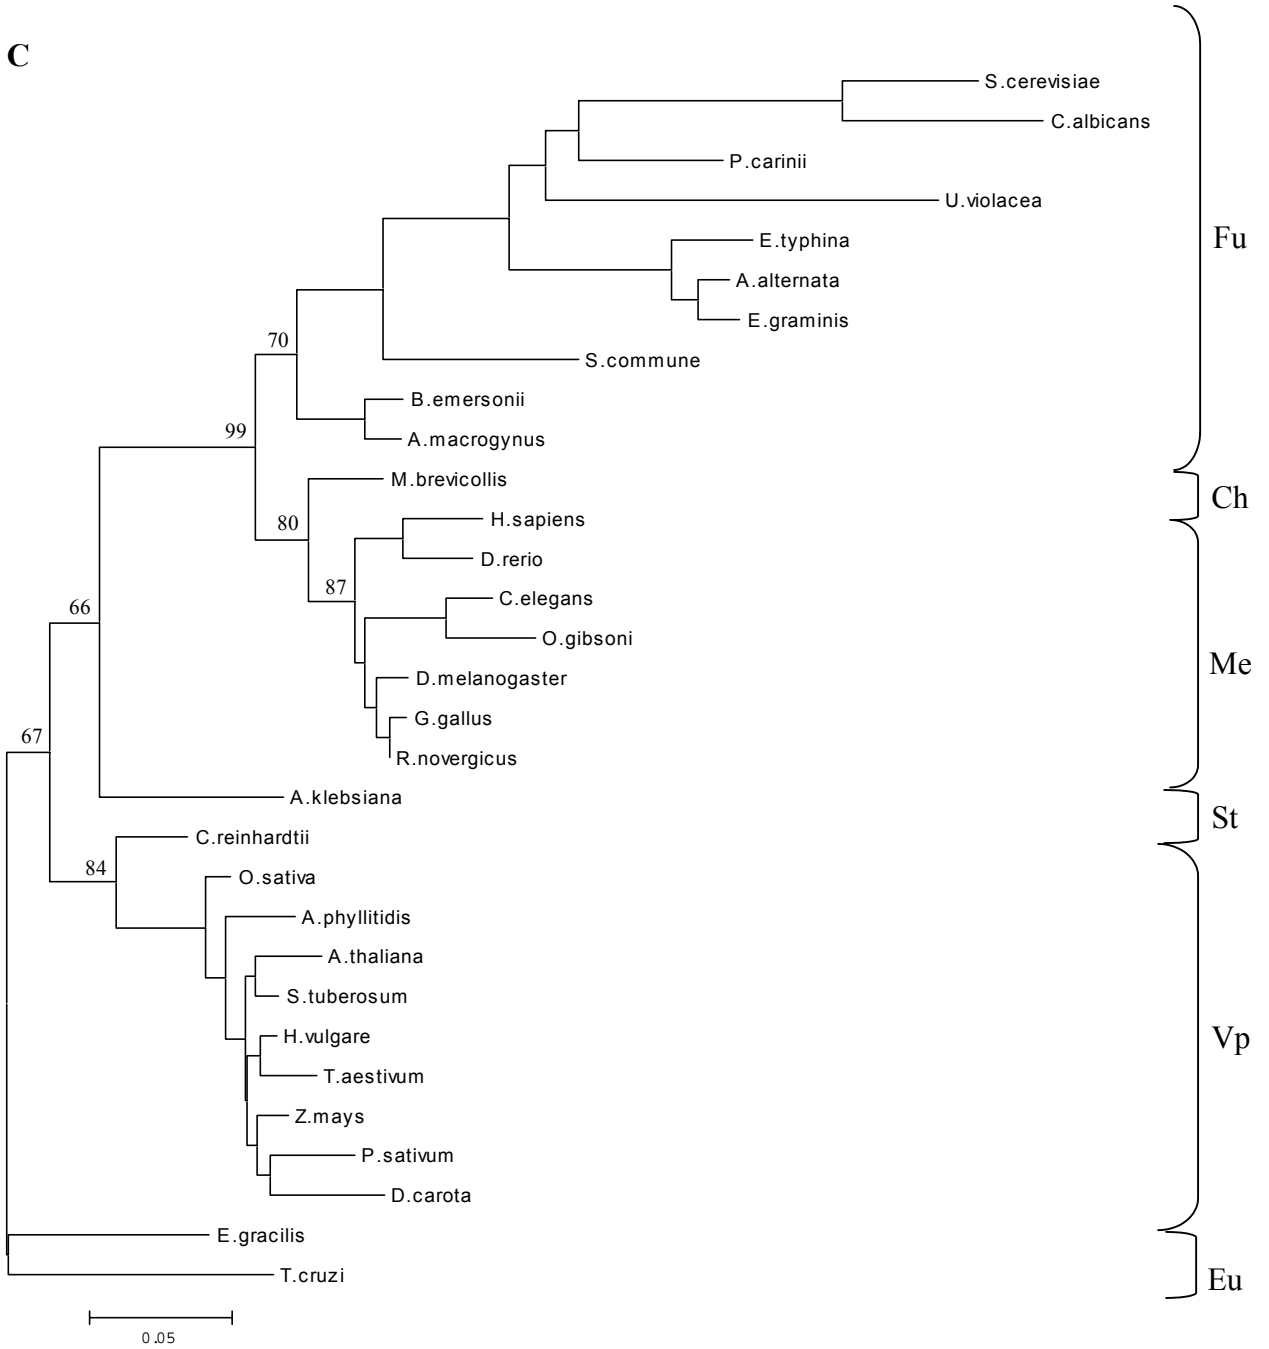 C
S.cerevisiae
C.albicans
P.carinii
U.violacea
Fu
E.typhina
A.alternata
E.graminis
70
S.commune
B.emersonii
99
A.macrogynus
M.brevicollis
Ch
80
H.sapiens
D.rerio
87
C.elegans
66
O.gibsoni
Me
D.melanogaster
G.gallus
67
R.novergicus
A.klebsiana
St
C.reinhardtii
84
O.sativa
A.phyllitidis
A.thaliana
S.tuberosum
H.vulgare
Vp
T.aestivum
Z.mays
P.sativum
D.carota
E.gracilis
T.cruzi
Eu
0.05